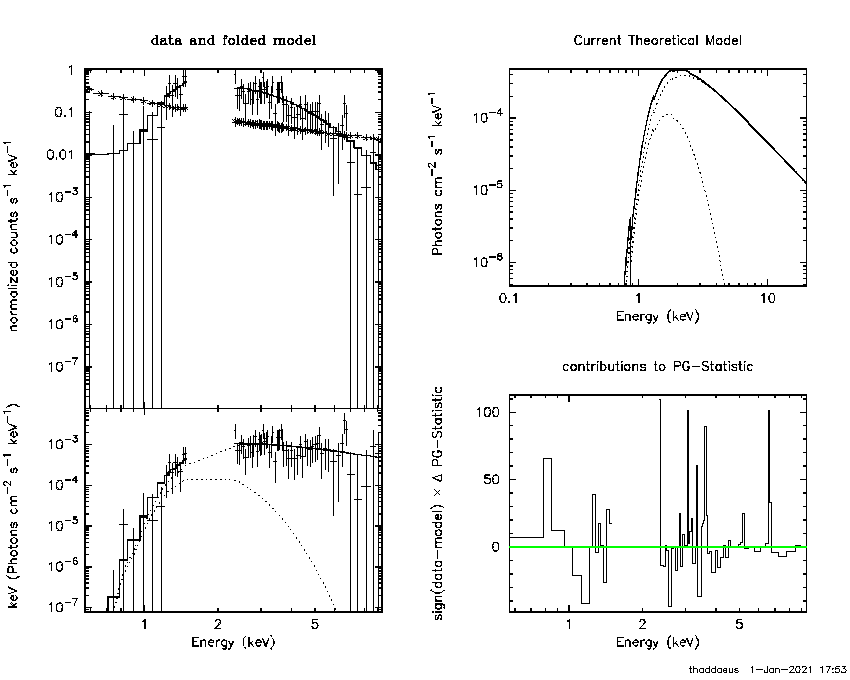 data and folded model
normalized counts s⁻¹ keV⁻¹
1
0.1
0.01
10⁻³
10⁻⁴
10⁻⁵
10⁻⁶
10⁻⁷
keV (Photons cm⁻² s⁻¹ keV⁻¹)
10⁻³
10⁻⁴
10⁻⁵
10⁻⁶
10⁻⁷
1 2 5
Energy (keV)
Current Theoretical Model
Photons cm⁻² s⁻¹ keV⁻¹
10⁻⁴
10⁻⁵
10⁻⁶
0.1 1 10
Energy (keV)
contributions to PG-Statistic
sign(data-model) × Δ PG-Statistic
100
50
0
1 2 5
Energy (keV)
thaddaeus 1-Jan-2021 17:53